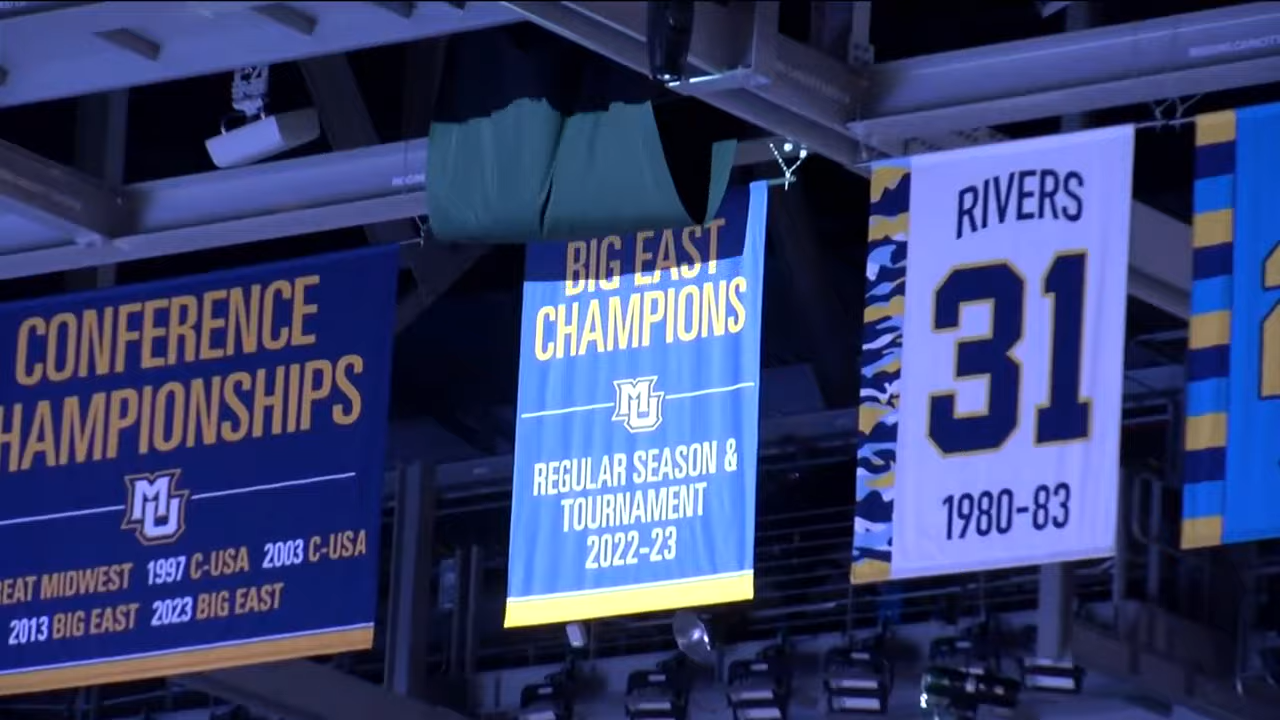 CONFERENCE
HAMPIONSHIPS
MU
EAT MIDWEST 1997 C-USA 2003 C-USA
2013 BIG EAST 2023 BIG EAST
BIG EAST
CHAMPIONS
MU
REGULAR SEASON &
TOURNAMENT
2022-23
RIVERS
31
1980-83